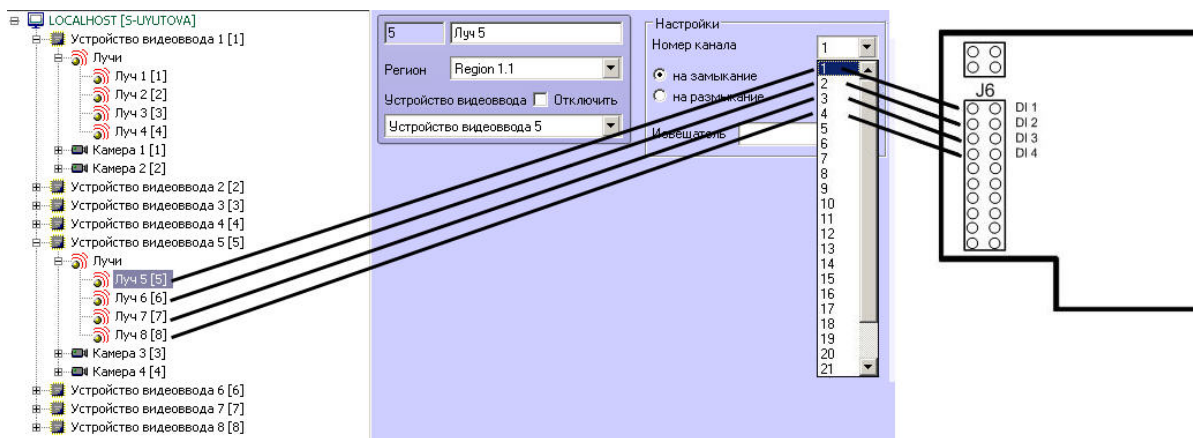 LOCALHOST [S-UYUTOVA]
Устройство видеоввода 1 [1]
Лучи
Луч 1 [1]
Луч 2 [2]
Луч 3 [3]
Луч 4 [4]
Камера 1 [1]
Камера 2 [2]
Устройство видеоввода 2 [2]
Устройство видеоввода 3 [3]
Устройство видеоввода 4 [4]
Устройство видеоввода 5 [5]
Лучи
Луч 5 [5]
Луч 6 [6]
Луч 7 [7]
Луч 8 [8]
Камера 3 [3]
Камера 4 [4]
Устройство видеоввода 6 [6]
Устройство видеоввода 7 [7]
Устройство видеоввода 8 [8]
5 Луч 5
Регион Region 1.1
Устройство видеоввода Отключить
Устройство видеоввода 5
Настройки
Номер канала 1
на замыкание
на размыкание
Извещатель
1
2
3
4
5
6
7
8
9
10
11
12
13
14
15
16
17
18
19
20
21
J6
DI 1
DI 2
DI 3
DI 4